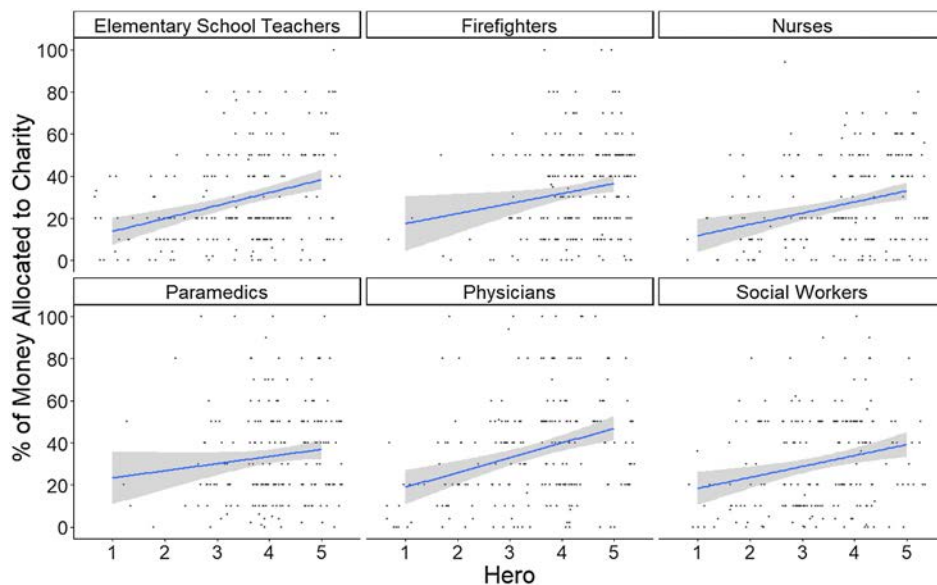 Elementary School Teachers Firefighters Nurses
100
80
60
40
20
0
Paramedics Physicians Social Workers
100
80
60
40
20
0
1 2 3 4 5 1 2 3 4 5 1 2 3 4 5
Hero
% of Money Allocated to Charity